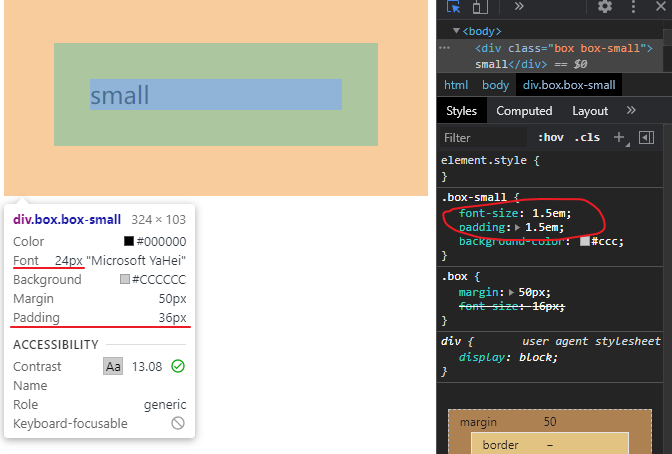 small
div.box.box-small 324 × 103
Color #000000
Font 24px "Microsoft YaHei"
Background #CCCCCC
Margin 50px
Padding 36px
ACCESSIBILITY
Contrast Aa 13.08
Name
Role generic
Keyboard-focusable
»
▼<body>
··· <div class="box box-small">
small</div> == $0
html body div.box.box-small
Styles Computed Layout »
Filter :hov .cls +
element.style {
}
.box-small {
font-size: 1.5em;
padding: ▶ 1.5em;
background-color: #ccc;
}
.box {
margin: ▶ 50px;
font-size: 16px;
}
div { user agent stylesheet
display: block;
}
margin 50
border –